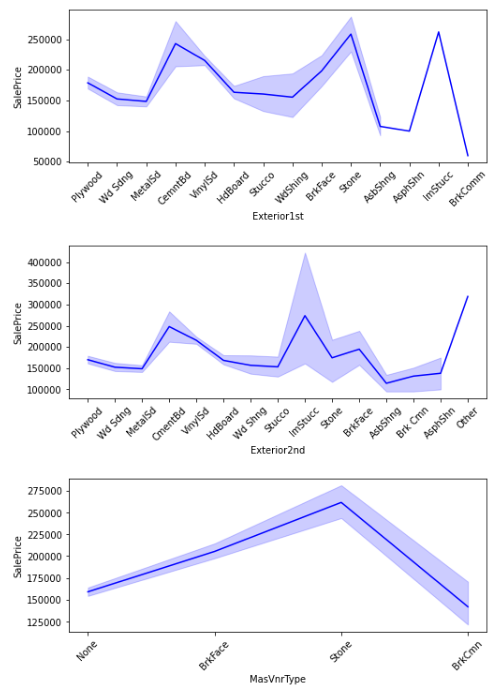 SalePrice
250000
200000
150000
100000
50000
Plywood
Wd Sdng
MetalSd
CemntBd
VinylSd
HdBoard
Stucco
WdShing
BrkFace
Stone
AsbShng
AsphShn
ImStucc
BrkComm
Exterior1st
SalePrice
400000
350000
300000
250000
200000
150000
100000
Plywood
Wd Sdng
MetalSd
CmentBd
VinylSd
HdBoard
Wd Shng
Stucco
ImStucc
Stone
BrkFace
AsbShng
Brk Cmn
AsphShn
Other
Exterior2nd
SalePrice
275000
250000
225000
200000
175000
150000
125000
None
BrkFace
Stone
BrkCmn
MasVnrType